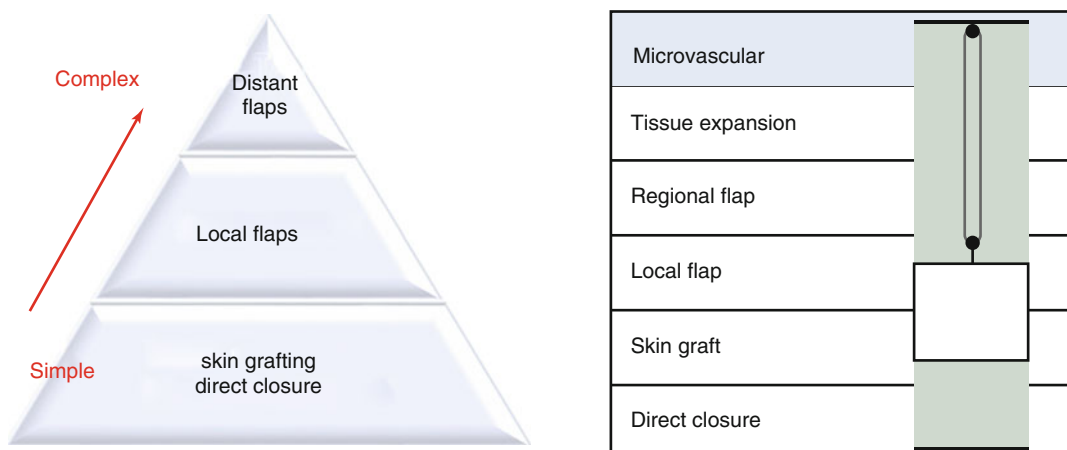 Complex
Distant
flaps
Local flaps
Simple
skin grafting
direct closure
Microvascular
Tissue expansion
Regional flap
Local flap
Skin graft
Direct closure